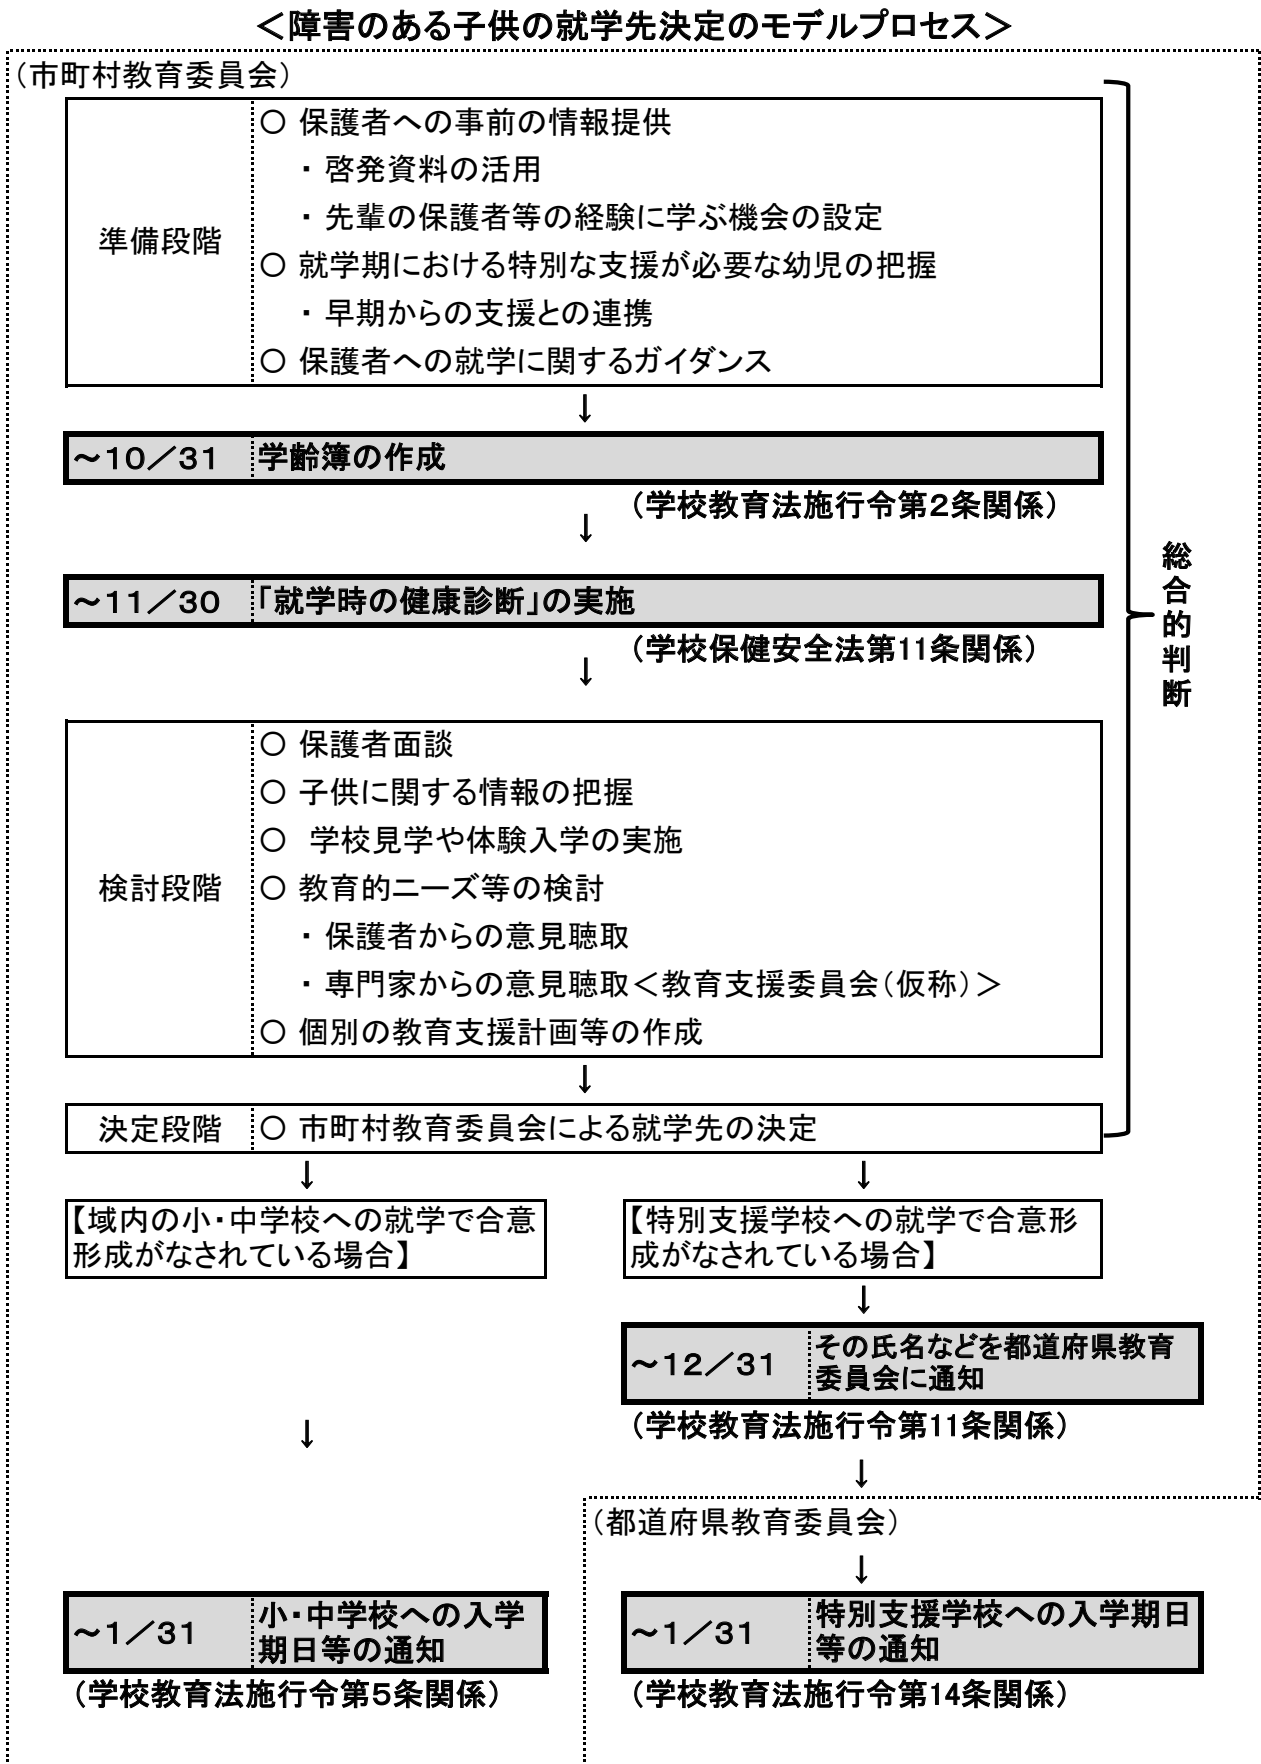 ＜障害のある子供の就学先決定のモデルプロセス＞
（市町村教育委員会）
準備段階
○ 保護者への事前の情報提供
・ 啓発資料の活用
・ 先輩の保護者等の経験に学ぶ機会の設定
○ 就学期における特別な支援が必要な幼児の把握
・ 早期からの支援との連携
○ 保護者への就学に関するガイダンス
↓
～１０／３１ 学齢簿の作成
（学校教育法施行令第２条関係）
↓
～１１／３０ 「就学時の健康診断」の実施
（学校保健安全法第11条関係）
↓
検討段階
○ 保護者面談
○ 子供に関する情報の把握
○ 学校見学や体験入学の実施
○ 教育的ニーズ等の検討
・ 保護者からの意見聴取
・ 専門家からの意見聴取＜教育支援委員会（仮称）＞
○ 個別の教育支援計画等の作成
↓
決定段階 ○ 市町村教育委員会による就学先の決定
総合的判断
↓ ↓
【域内の小・中学校への就学で合意
形成がなされている場合】
【特別支援学校への就学で合意形
成がなされている場合】
↓
～１２／３１
その氏名などを都道府県教育
委員会に通知
（学校教育法施行令第11条関係）
↓
↓
（都道府県教育委員会）
↓
～１／３１
小・中学校への入学
期日等の通知
（学校教育法施行令第５条関係）
～１／３１
特別支援学校への入学期日
等の通知
（学校教育法施行令第14条関係）